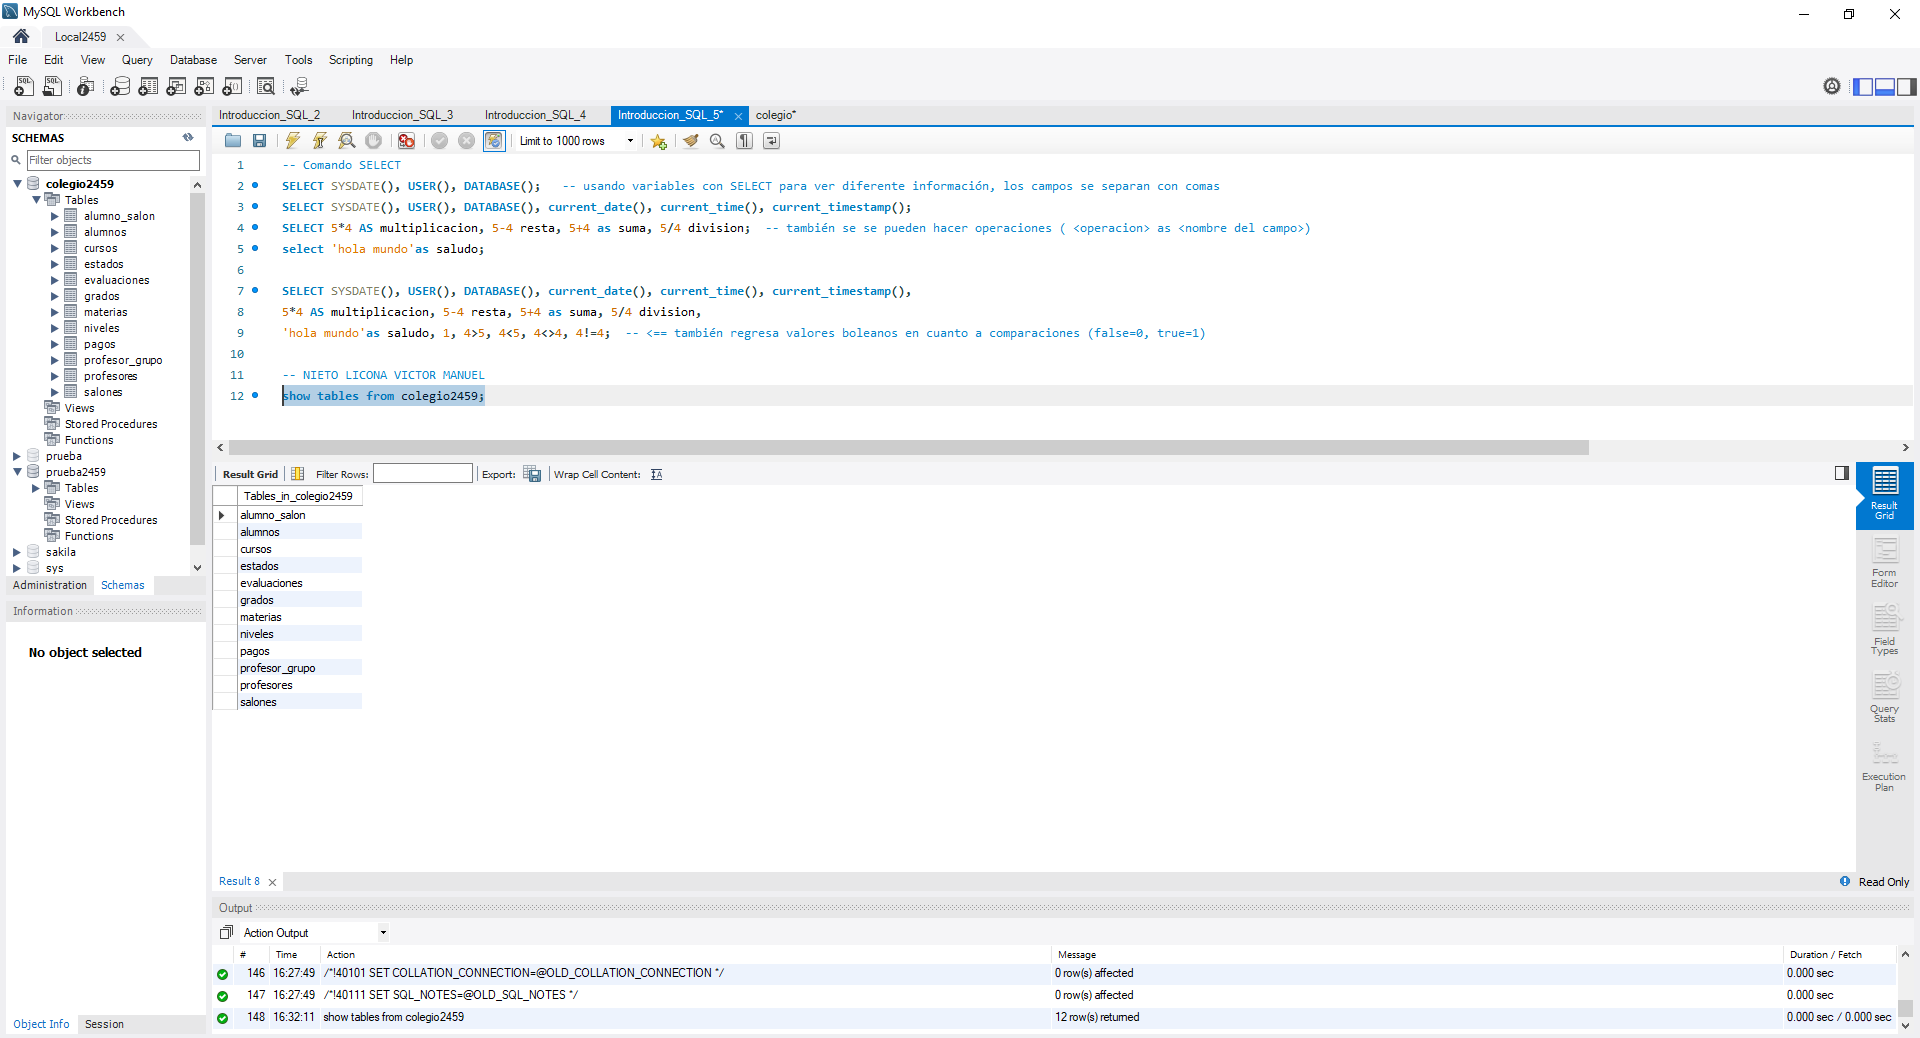 MySQL Workbench
Local2459
File Edit View Query Database Server Tools Scripting Help
Navigator
SCHEMAS
Filter objects
colegio2459
Tables
alumno_salon
alumnos
cursos
estados
evaluaciones
grados
materias
niveles
pagos
profesor_grupo
profesores
salones
Views
Stored Procedures
Functions
prueba
prueba2459
Tables
Views
Stored Procedures
Functions
sakila
sys
Administration Schemas
Information
No object selected
Object Info Session
Introduccion_SQL_2 Introduccion_SQL_3 Introduccion_SQL_4 Introduccion_SQL_5* colegio*
Limit to 1000 rows
1 -- Comando SELECT
2 SELECT SYSDATE(), USER(), DATABASE(); -- usando variables con SELECT para ver diferente información, los campos se separan con comas
3 SELECT SYSDATE(), USER(), DATABASE(), current_date(), current_time(), current_timestamp();
4 SELECT 5*4 AS multiplicacion, 5-4 resta, 5+4 as suma, 5/4 division; -- también se se pueden hacer operaciones ( <operacion> as <nombre del campo>)
5 select 'hola mundo'as saludo;
6
7 SELECT SYSDATE(), USER(), DATABASE(), current_date(), current_time(), current_timestamp(),
8 5*4 AS multiplicacion, 5-4 resta, 5+4 as suma, 5/4 division,
9 'hola mundo'as saludo, 1, 4>5, 4<5, 4<>4, 4!=4; -- <== también regresa valores boleanos en cuanto a comparaciones (false=0, true=1)
10
11 -- NIETO LICONA VICTOR MANUEL
12 show tables from colegio2459;
Result Grid Filter Rows: Export: Wrap Cell Content:
Tables_in_colegio2459
alumno_salon
alumnos
cursos
estados
evaluaciones
grados
materias
niveles
pagos
profesor_grupo
profesores
salones
Result
Grid
Form
Editor
Field
Types
Query
Stats
Execution
Plan
Result 8
Read Only
Output
Action Output
# Time Action Message Duration / Fetch
146 16:27:49 /*!40101 SET COLLATION_CONNECTION=@OLD_COLLATION_CONNECTION */ 0 row(s) affected 0.000 sec
147 16:27:49 /*!40111 SET SQL_NOTES=@OLD_SQL_NOTES */ 0 row(s) affected 0.000 sec
148 16:32:11 show tables from colegio2459 12 row(s) returned 0.000 sec / 0.000 sec